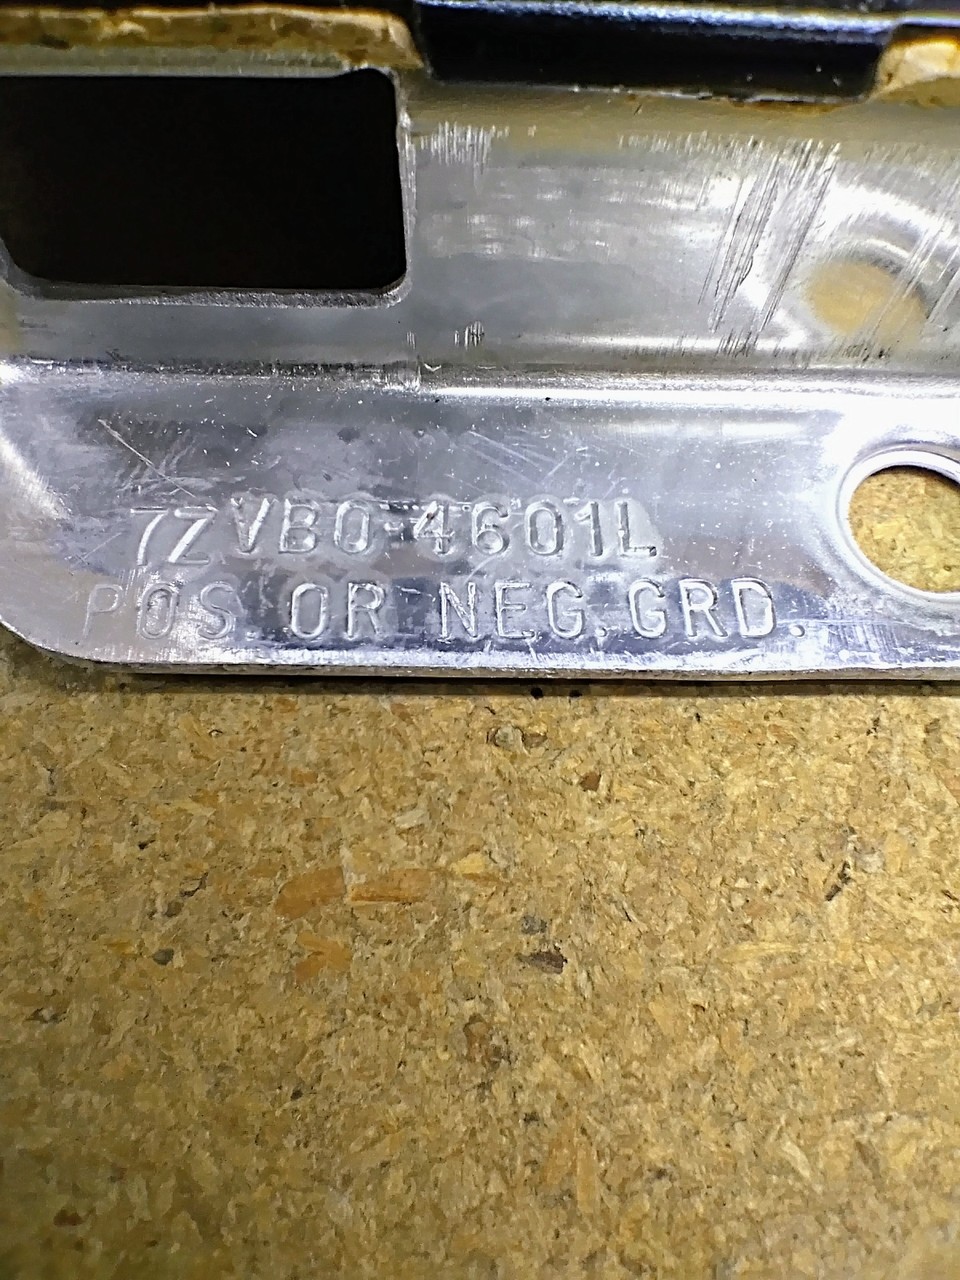 7ZVB0-4601L
POS. OR NEG. GRD.